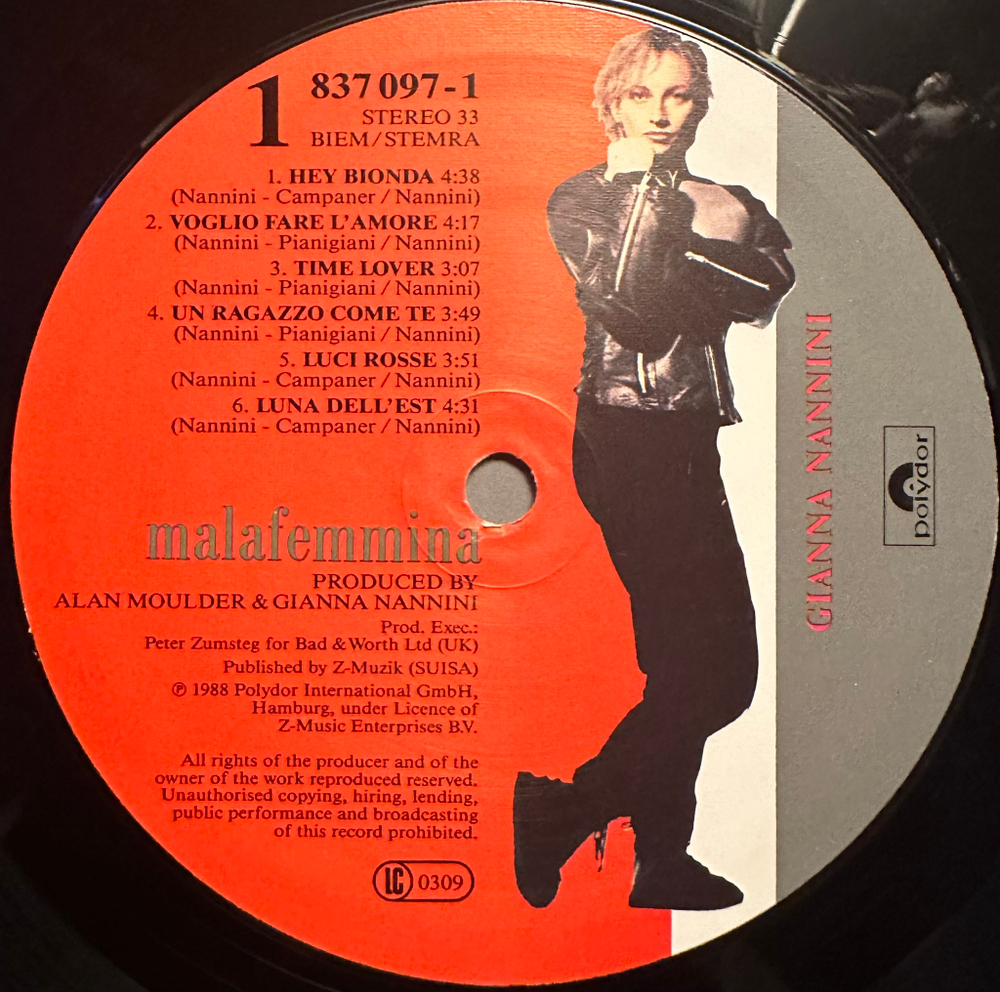 1
837 097-1
STEREO 33
BIEM/STEMRA
1. HEY BIONDA 4:38
(Nannini - Campaner / Nannini)
2. VOGLIO FARE L'AMORE 4:17
(Nannini - Pianigiani / Nannini)
3. TIME LOVER 3:07
(Nannini - Pianigiani / Nannini)
4. UN RAGAZZO COME TE 3:49
(Nannini - Pianigiani / Nannini)
5. LUCI ROSSE 3:51
(Nannini - Campaner / Nannini)
6. LUNA DELL'EST 4:31
(Nannini - Campaner / Nannini)
malafemmina
PRODUCED BY
ALAN MOULDER & GIANNA NANNINI
Prod. Exec.:
Peter Zumsteg for Bad & Worth Ltd (UK)
Published by Z-Muzik (SUISA)
℗ 1988 Polydor International GmbH,
Hamburg, under Licence of
Z-Music Enterprises B.V.
All rights of the producer and of the
owner of the work reproduced reserved.
Unauthorised copying, hiring, lending,
public performance and broadcasting
of this record prohibited.
LC 0309
GIANNA NANNINI
polydor